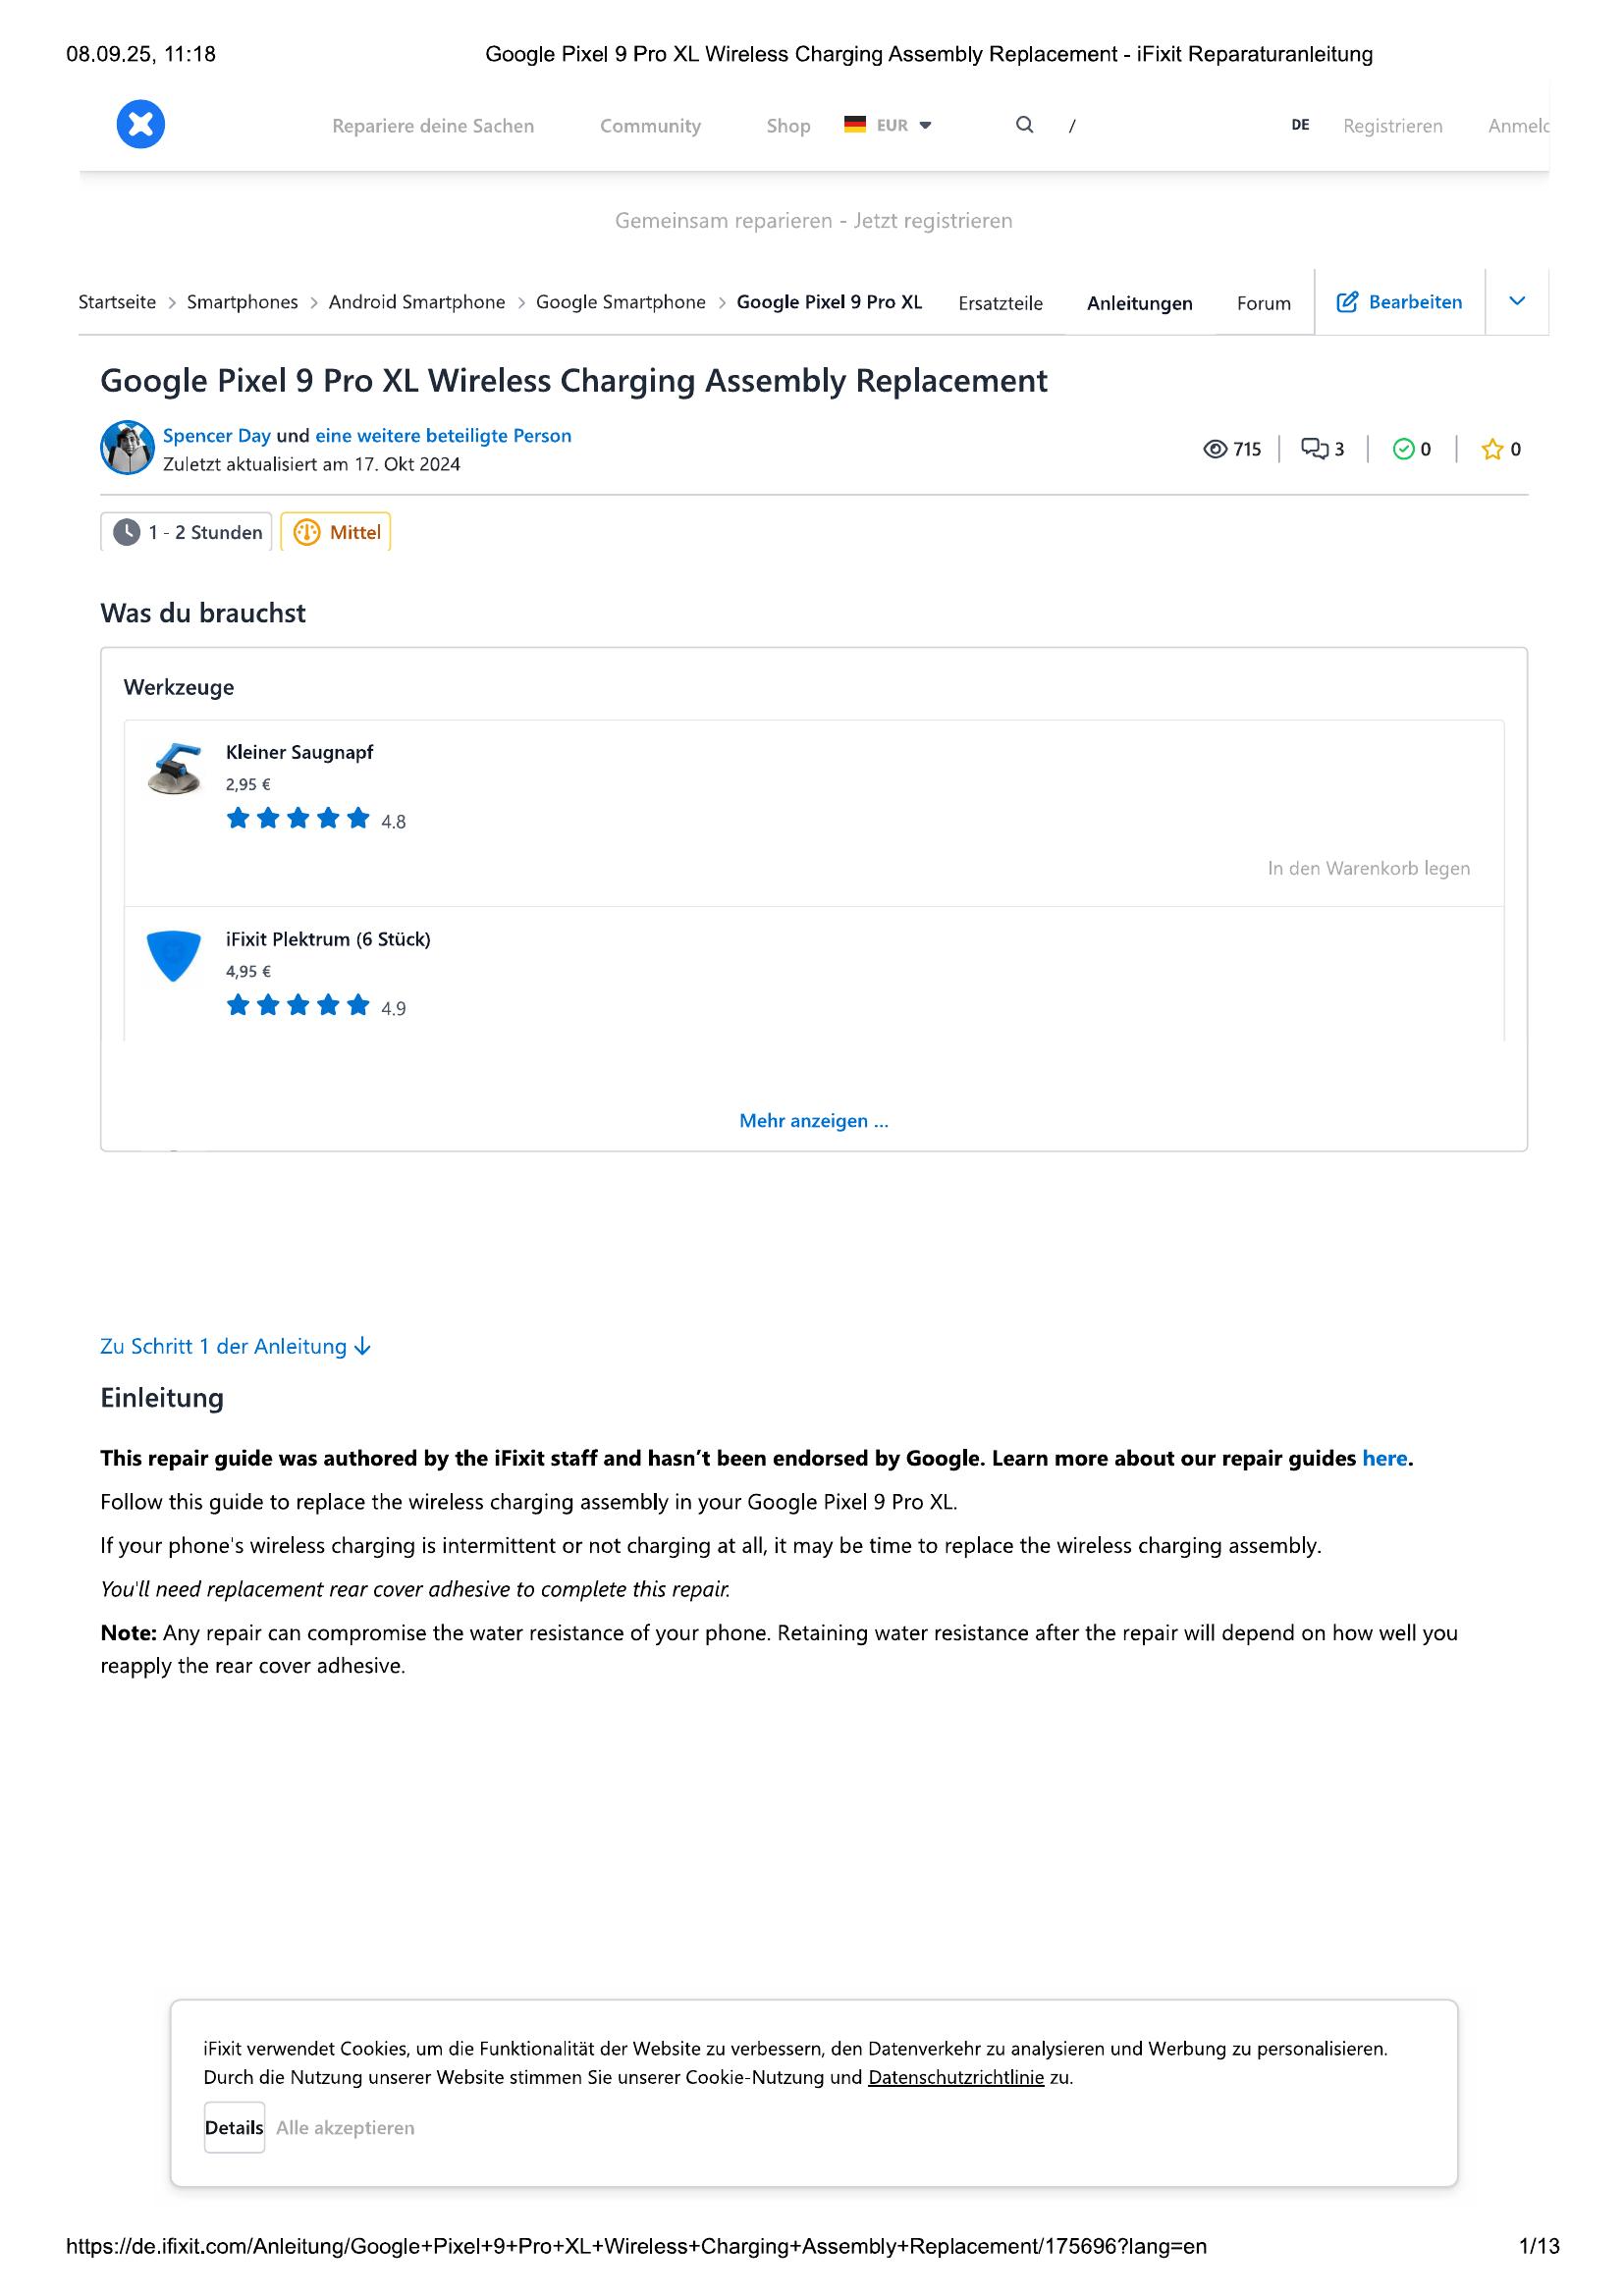 08.09.25, 11:18
Google Pixel 9 Pro XL Wireless Charging Assembly Replacement - iFixit Reparaturanleitung
Repariere deine Sachen Community Shop EUR / DE Registrieren
Gemeinsam reparieren - Jetzt registrieren
Startseite > Smartphones > Android Smartphone > Google Smartphone > Google Pixel 9 Pro XL Ersatzteile Anleitungen Forum Bearbeiten
Google Pixel 9 Pro XL Wireless Charging Assembly Replacement
Spencer Day und eine weitere beteiligte Person
Zuletzt aktualisiert am 17. Okt 2024
715 3 0 0
1 - 2 Stunden Mittel
Was du brauchst
Werkzeuge
Kleiner Saugnapf
2,95 €
4.8
In den Warenkorb legen
iFixit Plektrum (6 Stück)
4,95 €
4.9
Mehr anzeigen ...
Zu Schritt 1 der Anleitung ↓
Einleitung
This repair guide was authored by the iFixit staff and hasn’t been endorsed by Google. Learn more about our repair guides here.
Follow this guide to replace the wireless charging assembly in your Google Pixel 9 Pro XL.
If your phone's wireless charging is intermittent or not charging at all, it may be time to replace the wireless charging assembly.
You'll need replacement rear cover adhesive to complete this repair.
Note: Any repair can compromise the water resistance of your phone. Retaining water resistance after the repair will depend on how well you
reapply the rear cover adhesive.
iFixit verwendet Cookies, um die Funktionalität der Website zu verbessern, den Datenverkehr zu analysieren und Werbung zu personalisieren.
Durch die Nutzung unserer Website stimmen Sie unserer Cookie-Nutzung und Datenschutzrichtlinie zu.
Details Alle akzeptieren
https://de.ifixit.com/Anleitung/Google+Pixel+9+Pro+XL+Wireless+Charging+Assembly+Replacement/175696?lang=en
1/13